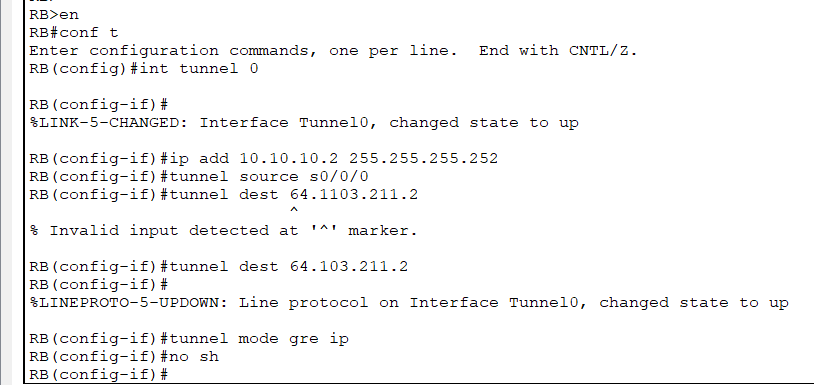 RB>en
RB#conf t
Enter configuration commands, one per line.  End with CNTL/Z.
RB(config)#int tunnel 0
RB(config-if)#
%LINK-5-CHANGED: Interface Tunnel0, changed state to up
RB(config-if)#ip add 10.10.10.2 255.255.255.252
RB(config-if)#tunnel source s0/0/0
RB(config-if)#tunnel dest 64.1103.211.2
^
% Invalid input detected at '^' marker.
RB(config-if)#tunnel dest 64.103.211.2
RB(config-if)#
%LINEPROTO-5-UPDOWN: Line protocol on Interface Tunnel0, changed state to up
RB(config-if)#tunnel mode gre ip
RB(config-if)#no sh
RB(config-if)#